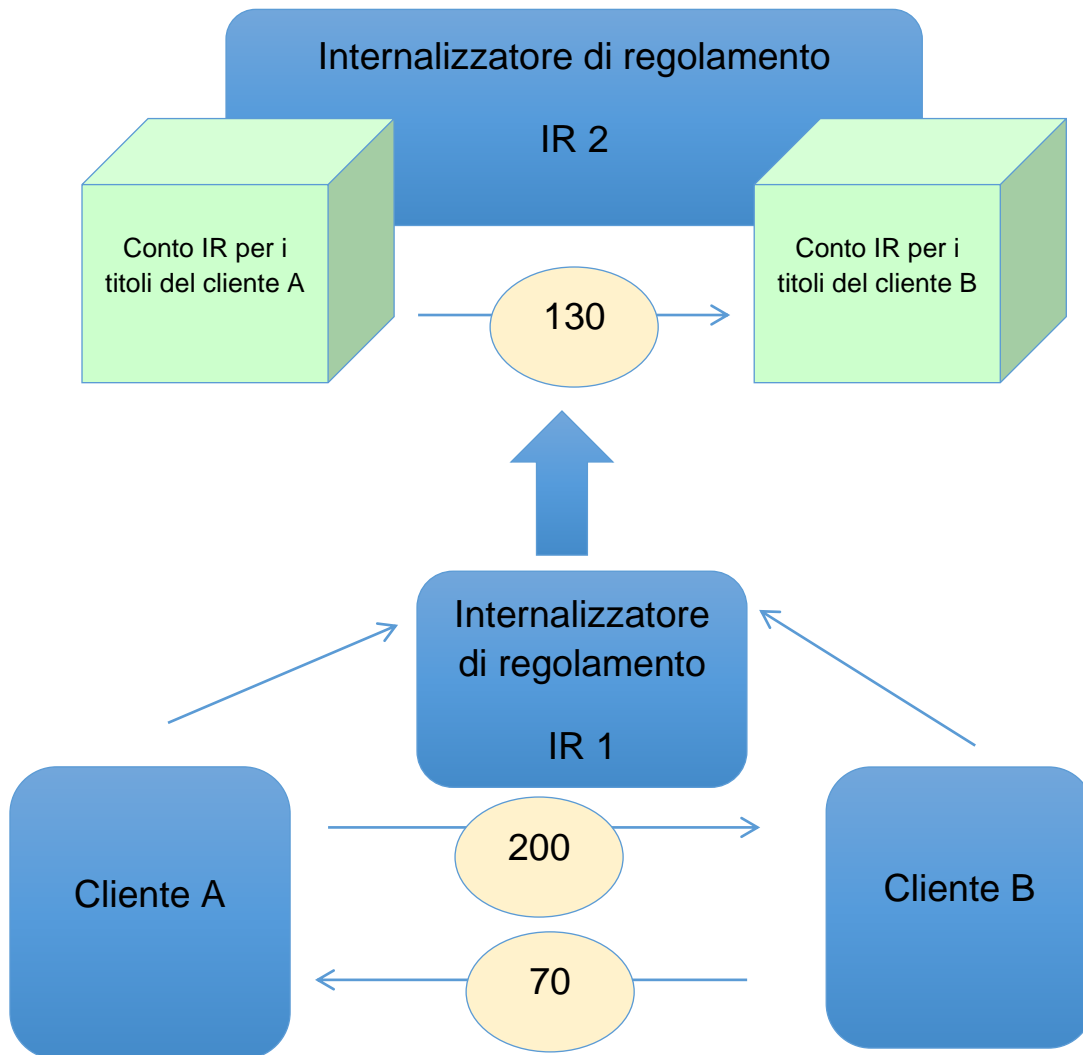 Internalizzatore di regolamento
IR 2
Conto IR per i
titoli del cliente A
Conto IR per i
titoli del cliente B
130
Internalizzatore
di regolamento
IR 1
200
Cliente A
Cliente B
70